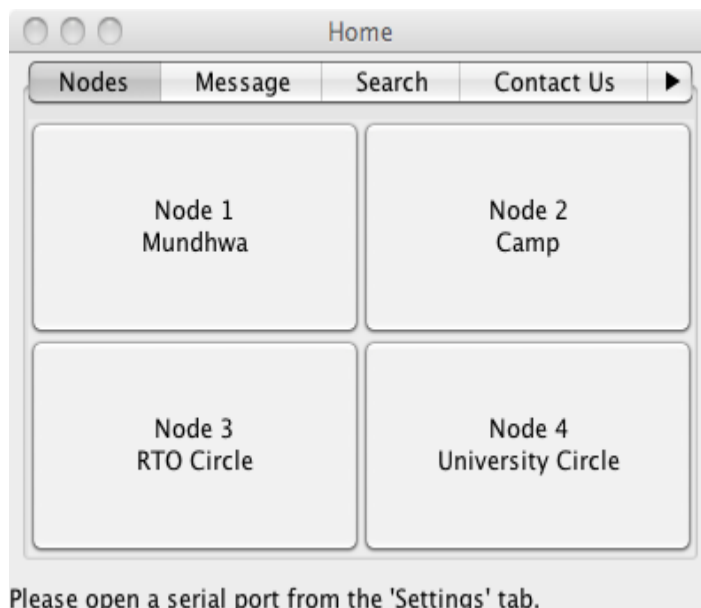 Home
Nodes Message Search Contact Us
Node 1 Node 2
Mundhwa Camp
Node 3 Node 4
RTO Circle University Circle
Please open a serial port from the 'Settings' tab.